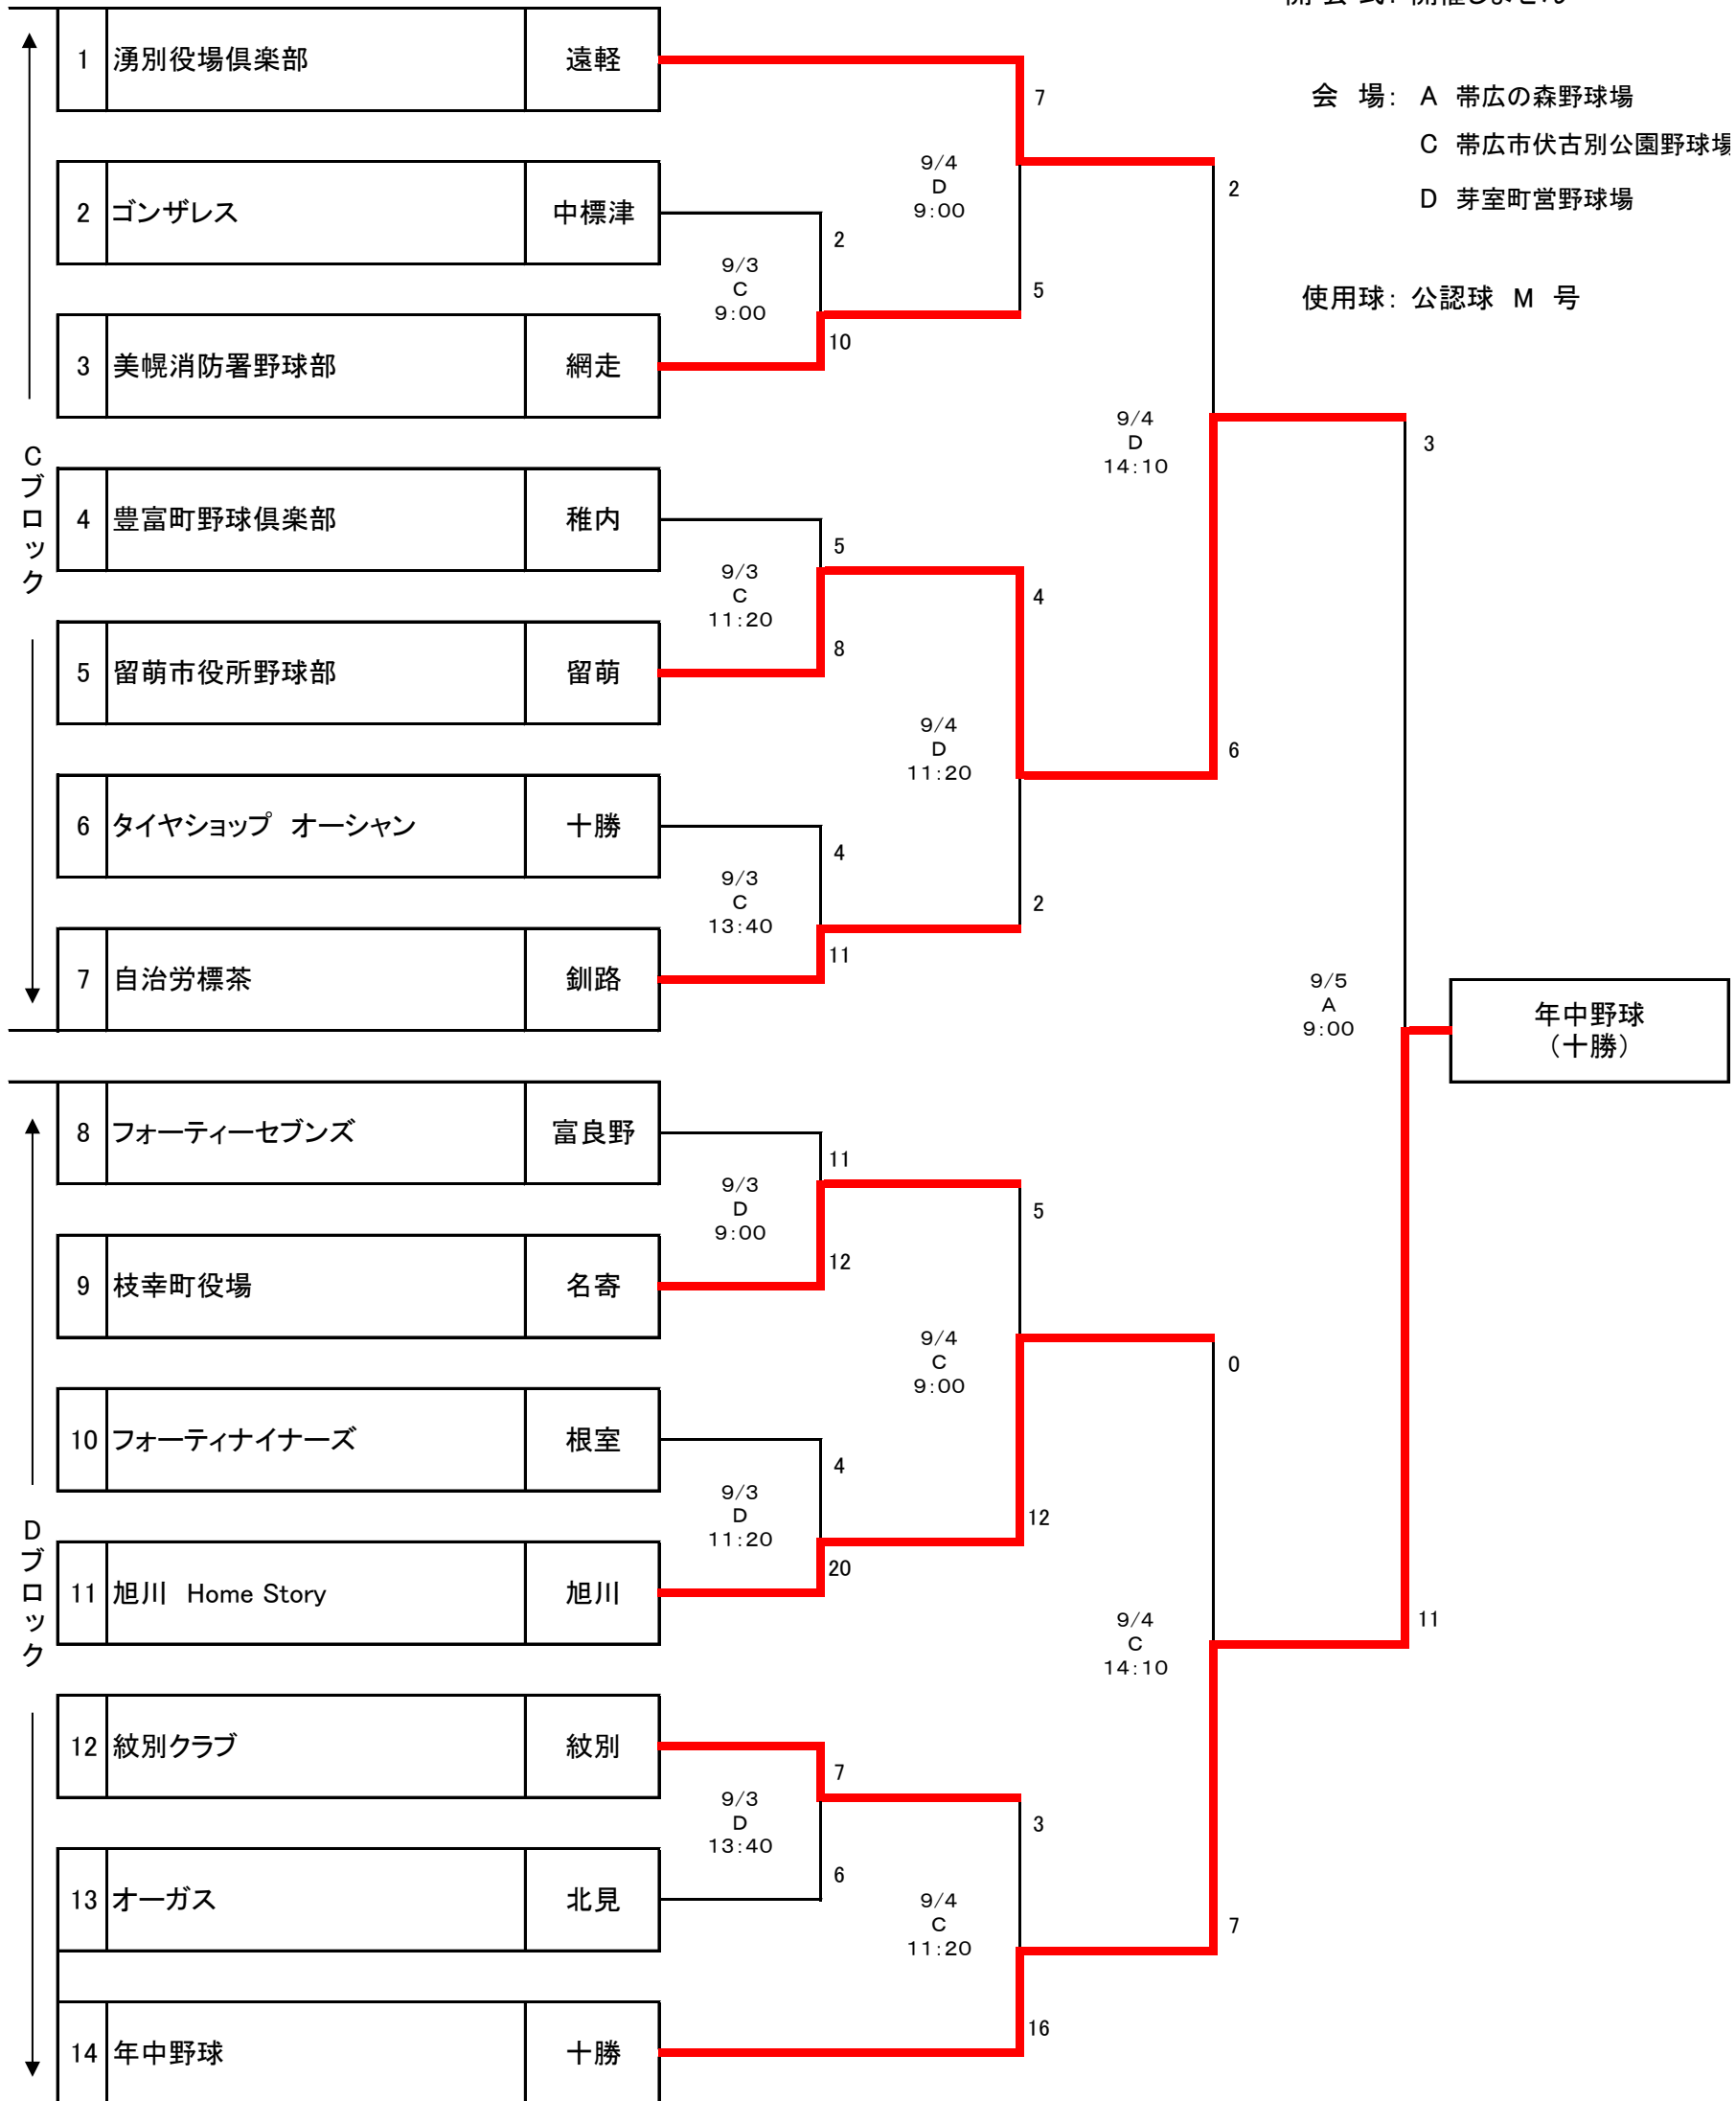 会 場： A 帯広の森野球場
C 帯広市伏古別公園野球場
D 芽室町営野球場
使用球： 公認球 M 号
Cブロック
1 湧別役場倶楽部 遠軽
2 ゴンザレス 中標津
3 美幌消防署野球部 網走
4 豊富町野球倶楽部 稚内
5 留萌市役所野球部 留萌
6 タイヤショップ オーシャン 十勝
7 自治労標茶 釧路
Dブロック
8 フォーティーセブンズ 富良野
9 枝幸町役場 名寄
10 フォーティナイナーズ 根室
11 旭川 Home Story 旭川
12 紋別クラブ 紋別
13 オーガス 北見
14 年中野球 十勝
9/3
C
9:00
2
10
9/3
C
11:20
5
8
9/3
C
13:40
4
11
9/3
D
9:00
11
12
9/3
D
11:20
4
20
9/3
D
13:40
7
6
9/4
D
9:00
7
5
9/4
D
11:20
4
2
9/4
C
9:00
5
12
9/4
C
11:20
3
16
9/4
D
14:10
2
6
9/4
C
14:10
0
7
9/5
A
9:00
3
11
年中野球
（十勝）